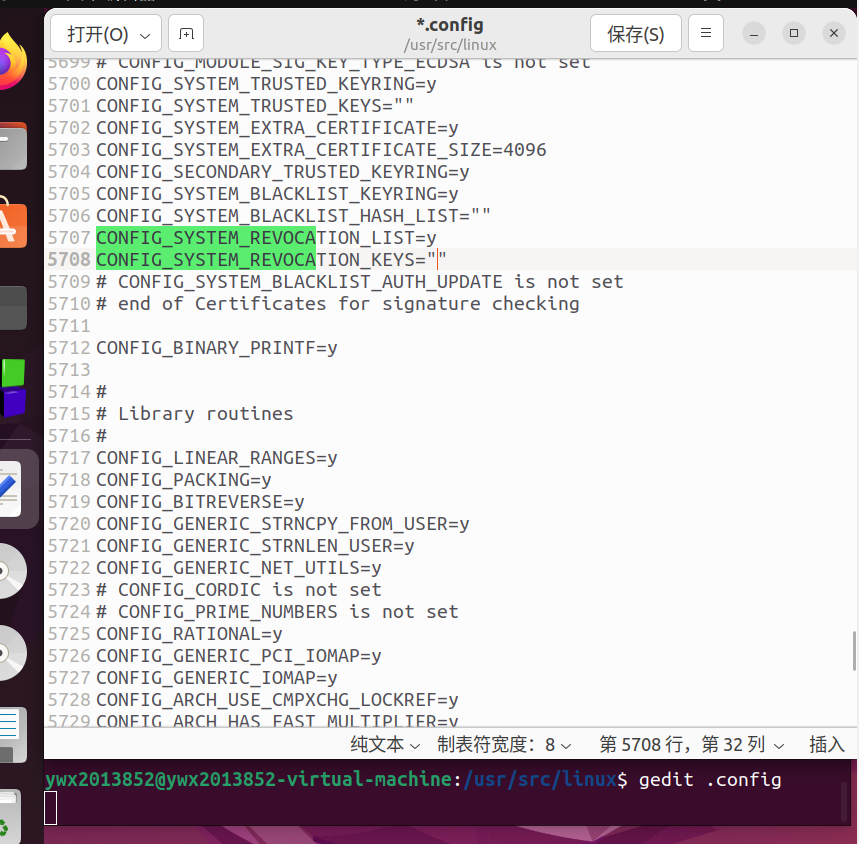 打开(O)
*.config
/usr/src/linux
保存(S)
5699 # CONFIG_MODULE_SIG_KEY_TYPE_ECDSA is not set
5700 CONFIG_SYSTEM_TRUSTED_KEYRING=y
5701 CONFIG_SYSTEM_TRUSTED_KEYS=""
5702 CONFIG_SYSTEM_EXTRA_CERTIFICATE=y
5703 CONFIG_SYSTEM_EXTRA_CERTIFICATE_SIZE=4096
5704 CONFIG_SECONDARY_TRUSTED_KEYRING=y
5705 CONFIG_SYSTEM_BLACKLIST_KEYRING=y
5706 CONFIG_SYSTEM_BLACKLIST_HASH_LIST=""
5707 CONFIG_SYSTEM_REVOCATION_LIST=y
5708 CONFIG_SYSTEM_REVOCATION_KEYS=""
5709 # CONFIG_SYSTEM_BLACKLIST_AUTH_UPDATE is not set
5710 # end of Certificates for signature checking
5711
5712 CONFIG_BINARY_PRINTF=y
5713
5714 #
5715 # Library routines
5716 #
5717 CONFIG_LINEAR_RANGES=y
5718 CONFIG_PACKING=y
5719 CONFIG_BITREVERSE=y
5720 CONFIG_GENERIC_STRNCPY_FROM_USER=y
5721 CONFIG_GENERIC_STRNLEN_USER=y
5722 CONFIG_GENERIC_NET_UTILS=y
5723 # CONFIG_CORDIC is not set
5724 # CONFIG_PRIME_NUMBERS is not set
5725 CONFIG_RATIONAL=y
5726 CONFIG_GENERIC_PCI_IOMAP=y
5727 CONFIG_GENERIC_IOMAP=y
5728 CONFIG_ARCH_USE_CMPXCHG_LOCKREF=y
5729 CONFIG_ARCH_HAS_FAST_MULTIPLIER=y
纯文本 制表符宽度：8 第 5708 行，第 32 列 插入
ywx2013852@ywx2013852-virtual-machine:/usr/src/linux$ gedit .config